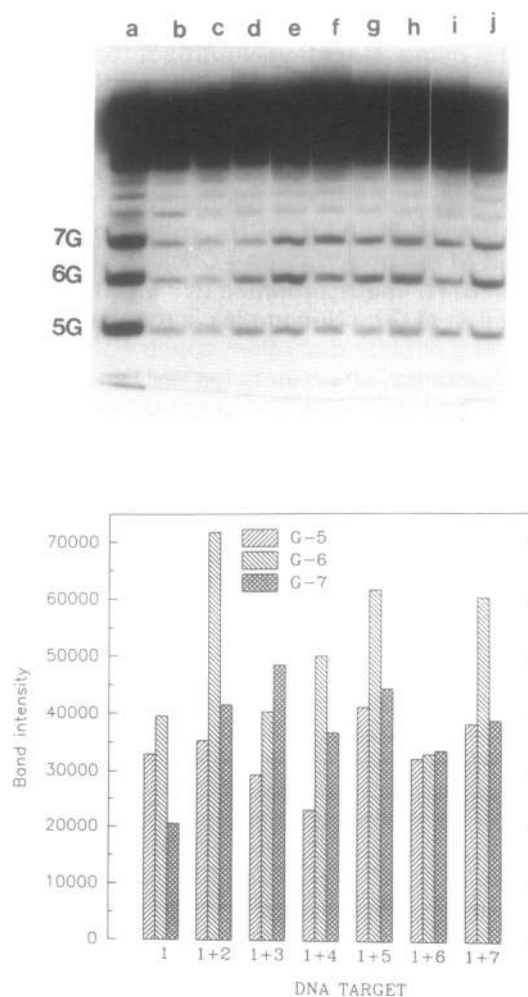 a b c d e f g h i j
7G
6G
5G
70000
60000
50000
40000
30000
20000
10000
0
Band intensity
G-5
G-6
G-7
1 1+2 1+3 1+4 1+5 1+6 1+7
DNA TARGET